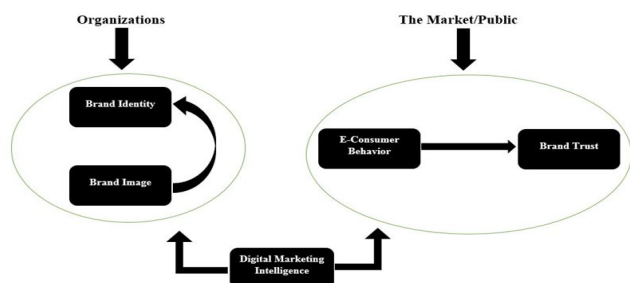 Organizations
The Market/Public
Brand Identity
Brand Image
E-Consumer
Behavior
Brand Trust
Digital Marketing
Intelligence